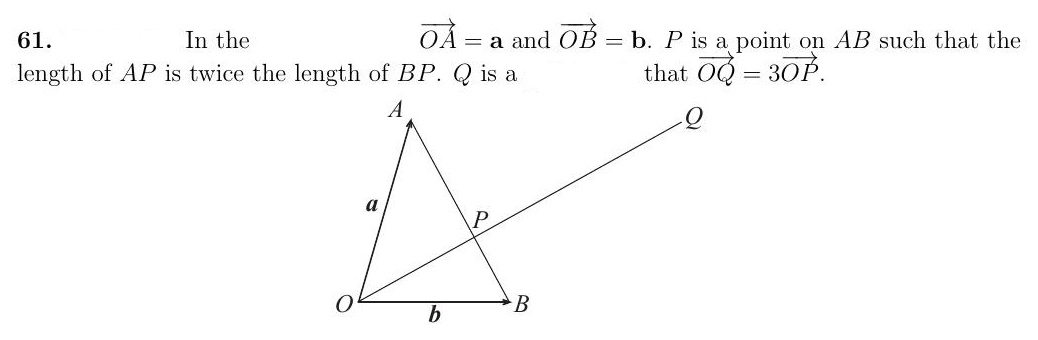 61. In the $\overrightarrow{OA} = \mathbf{a}$ and $\overrightarrow{OB} = \mathbf{b}$. P is a point on AB such that the
length of AP is twice the length of BP. Q is a that $\overrightarrow{OQ} = 3\overrightarrow{OP}$.
A
Q
a
P
O
B
b